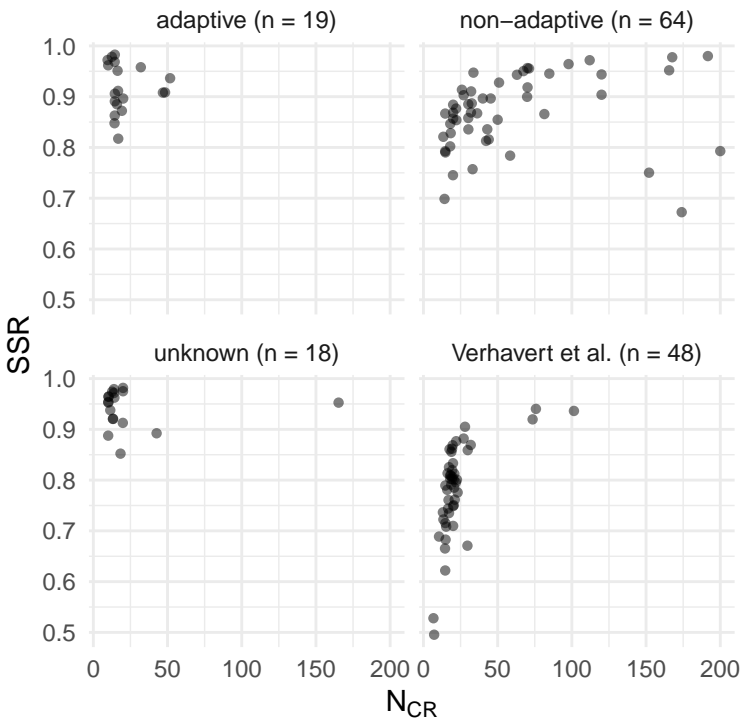 adaptive (n = 19) non−adaptive (n = 64)
1.0
0.9
0.8
0.7
0.6
0.5
SSR
unknown (n = 18) Verhavert et al. (n = 48)
1.0
0.9
0.8
0.7
0.6
0.5
0 50 100 150 200 0 50 100 150 200
N_CR